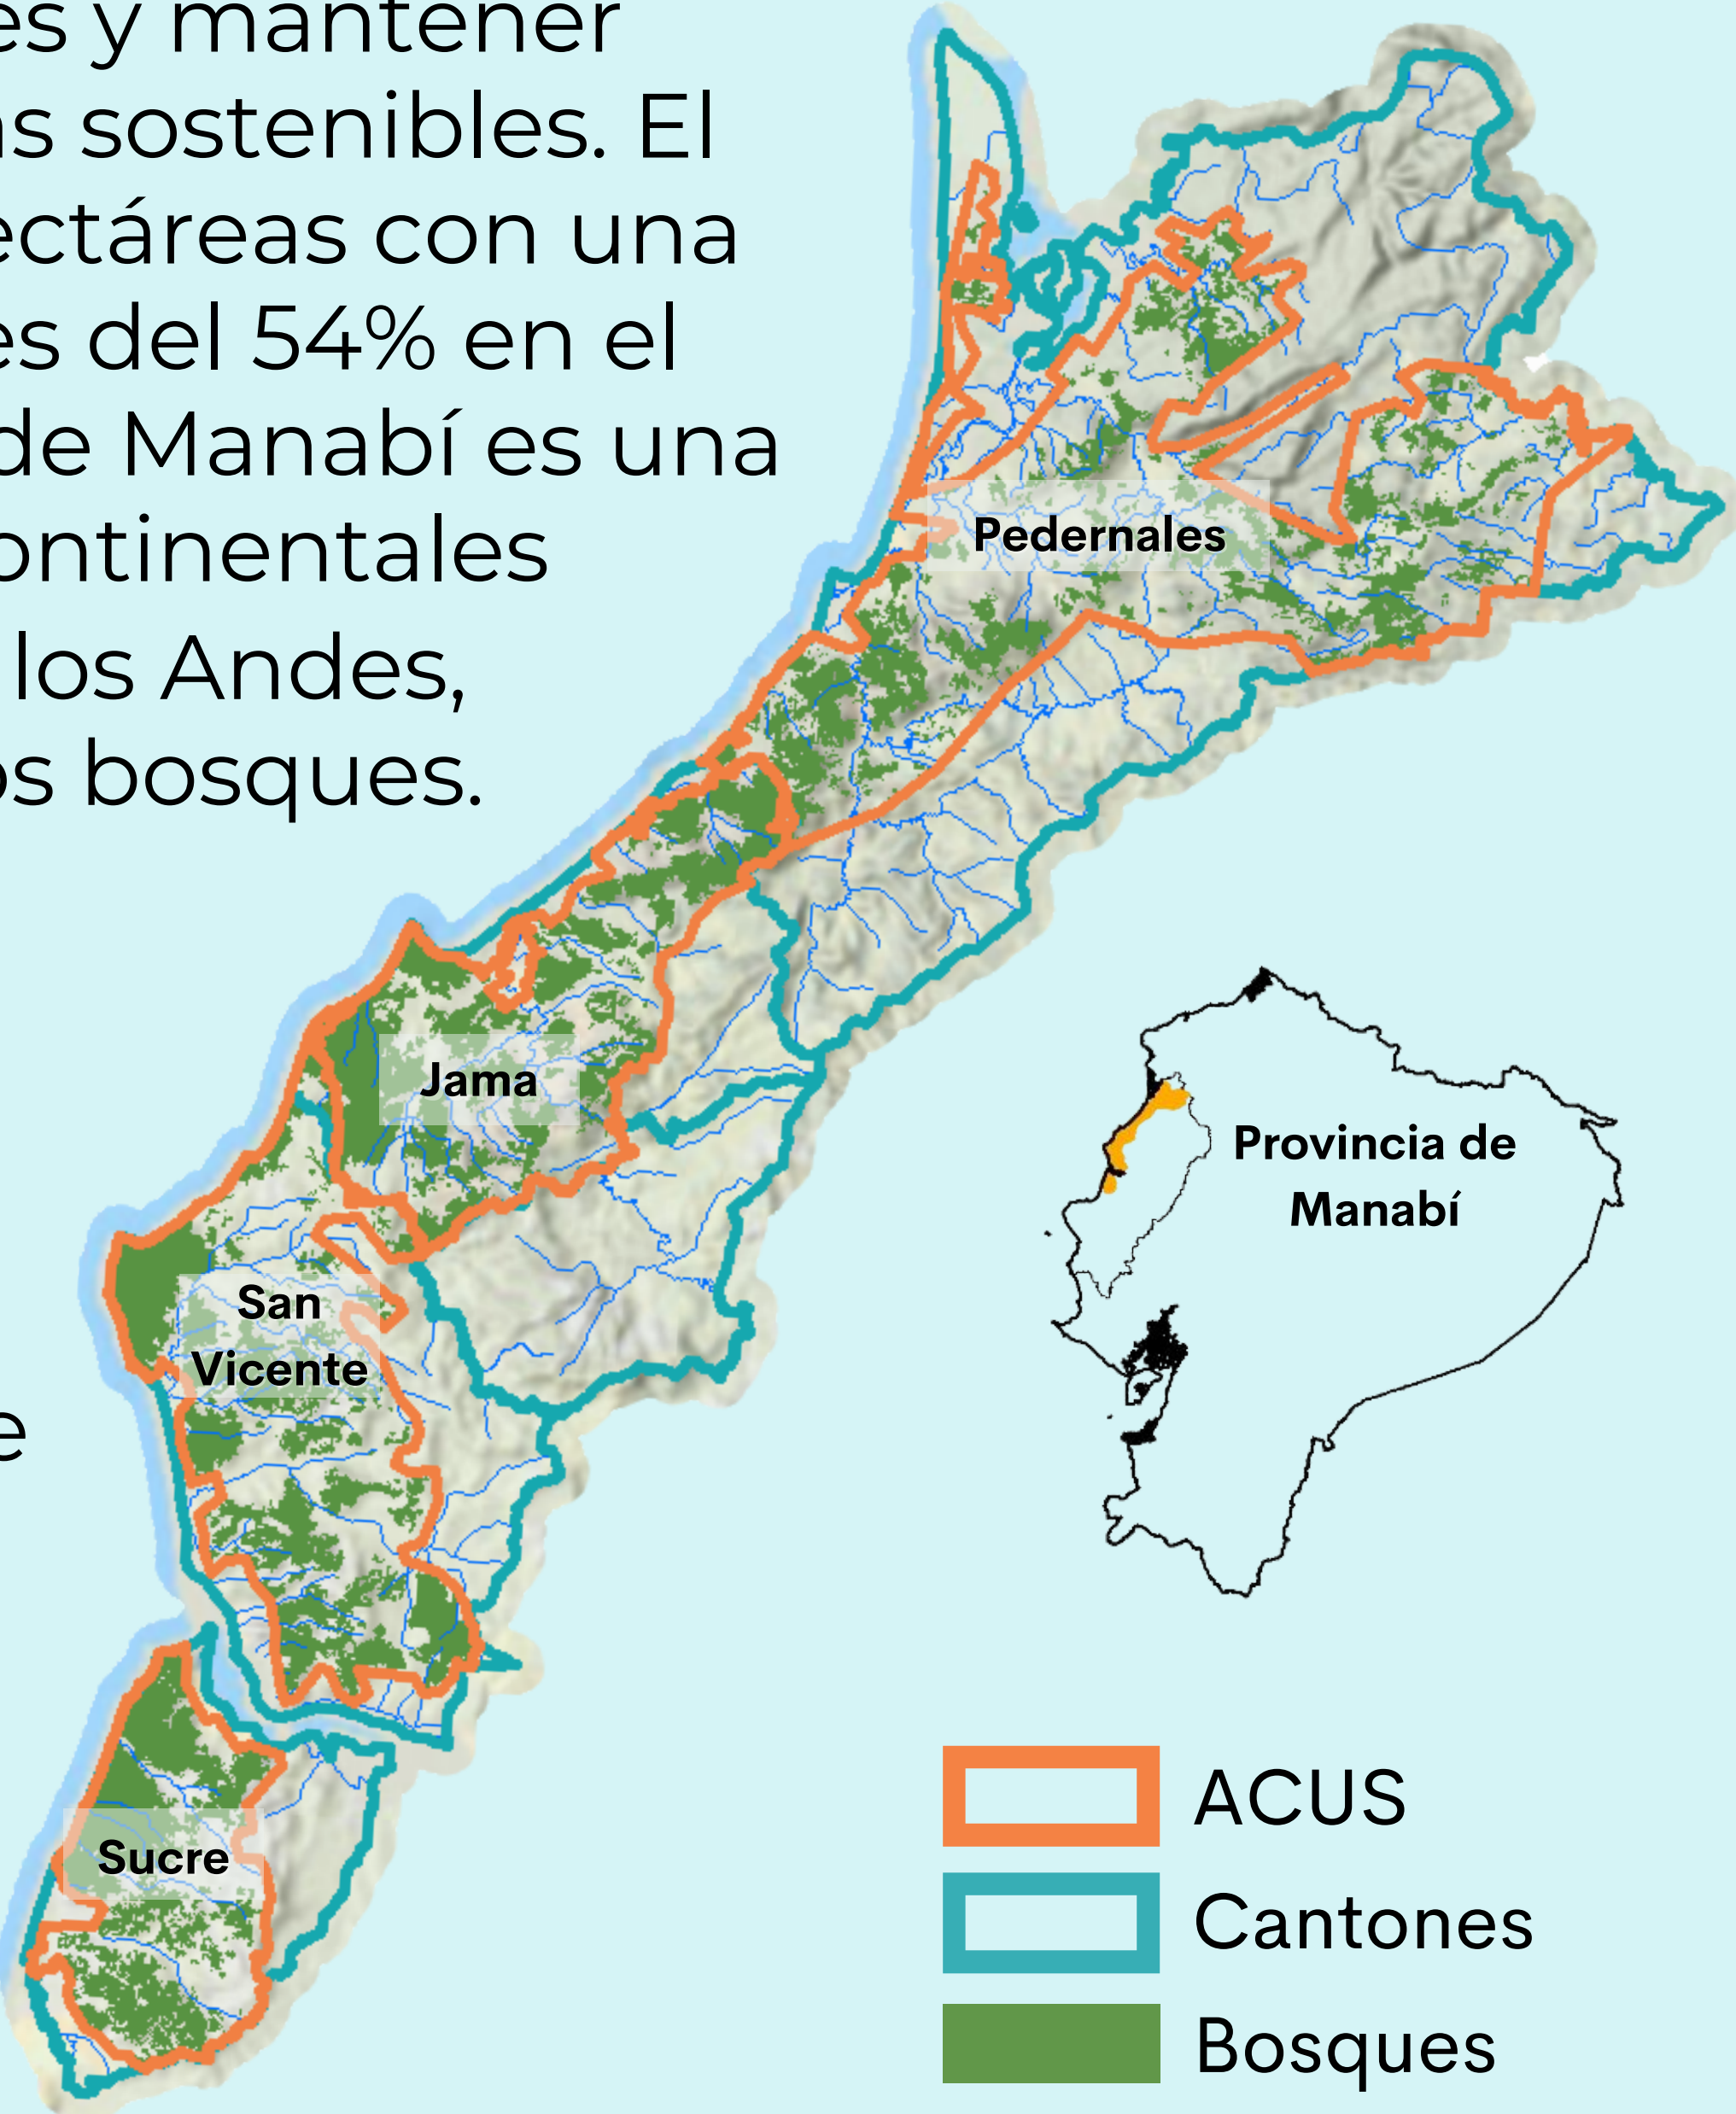 es y mantener
as sostenibles. El
ectáreas con una
es del 54% en el
de Manabí es una
ontinentales
los Andes,
os bosques.
Pedernales
Jama
Provincia de
Manabí
San
Vicente
e
Sucre
ACUS
Cantones
Bosques